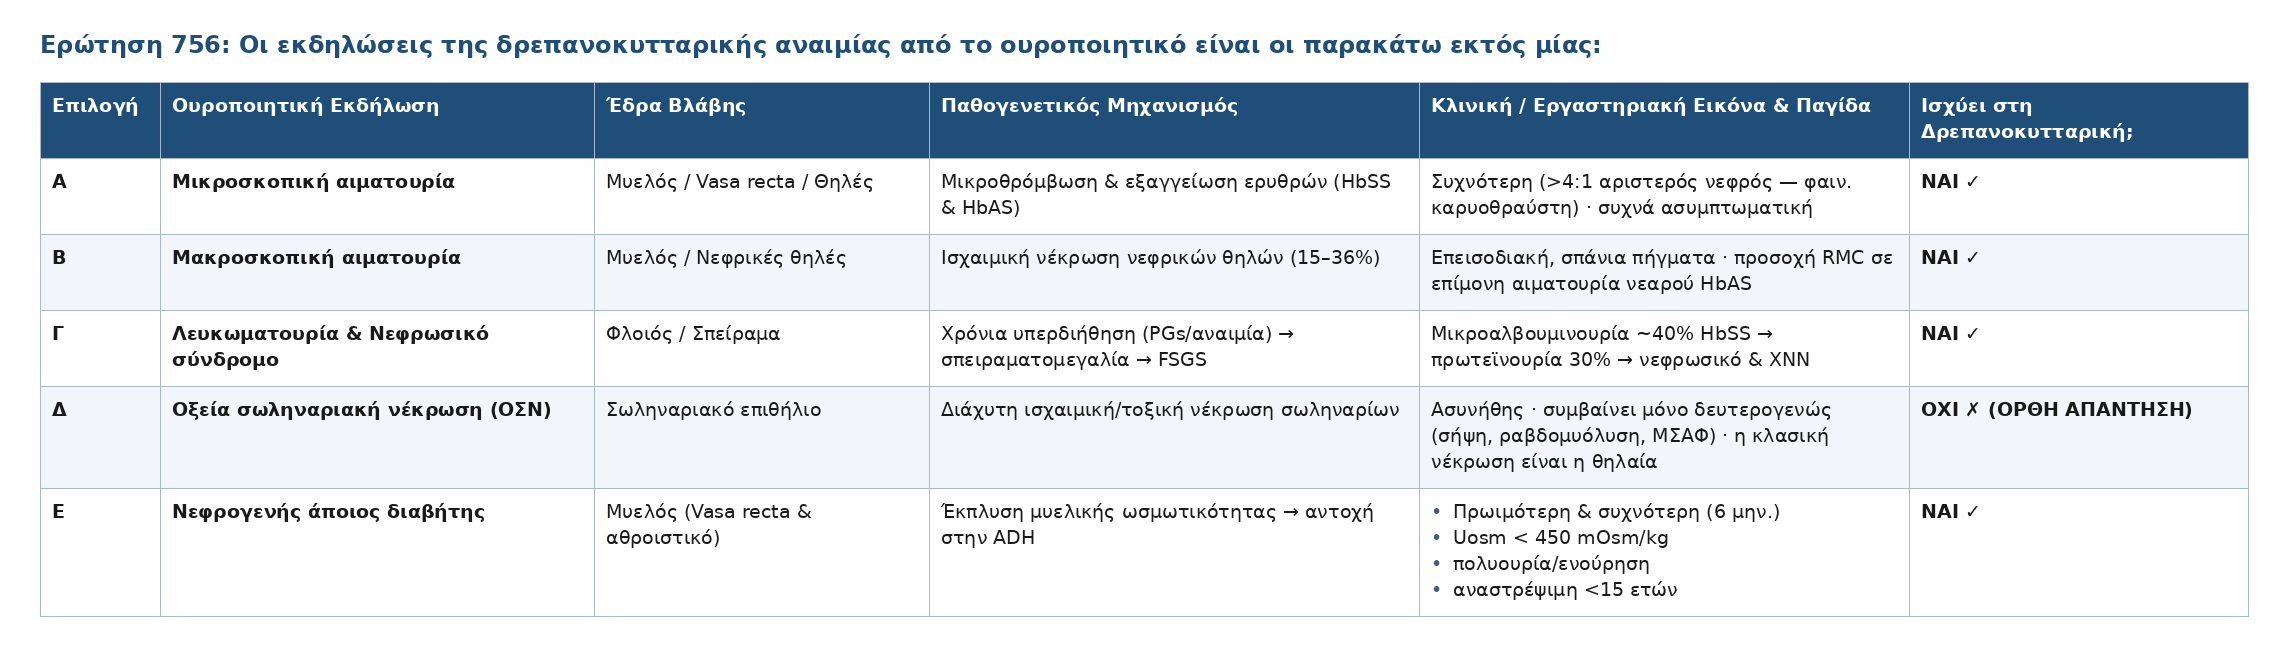 Ερώτηση 756: Οι εκδηλώσεις της δρεπανοκυτταρικής αναιμίας από το ουροποιητικό είναι οι παρακάτω εκτός μίας:
Επιλογή
Ουροποιητική Εκδήλωση
Έδρα Βλάβης
Παθογενετικός Μηχανισμός
Κλινική / Εργαστηριακή Εικόνα & Παγίδα
Ισχύει στη
Δρεπανοκυτταρική;
Α
Μικροσκοπική αιματουρία
Μυελός / Vasa recta / Θηλές
Μικροθρόμβωση & εξαγγείωση ερυθρών (HbSS
& HbAS)
Συχνότερη (>4:1 αριστερός νεφρός — φαιν.
καρυοθραύστη) · συχνά ασυμπτωματική
ΝΑΙ ✓
Β
Μακροσκοπική αιματουρία
Μυελός / Νεφρικές θηλές
Ισχαιμική νέκρωση νεφρικών θηλών (15–36%)
Επεισοδιακή, σπάνια πήγματα · προσοχή RMC σε
επίμονη αιματουρία νεαρού HbAS
ΝΑΙ ✓
Γ
Λευκωματουρία & Νεφρωσικό
σύνδρομο
Φλοιός / Σπείραμα
Χρόνια υπερδιήθηση (PGs/αναιμία) →
σπειραματομεγαλία → FSGS
Μικροαλβουμινουρία ~40% HbSS →
πρωτεϊνουρία 30% → νεφρωσικό & ΧΝΝ
ΝΑΙ ✓
Δ
Οξεία σωληναριακή νέκρωση (ΟΣΝ)
Σωληναριακό επιθήλιο
Διάχυτη ισχαιμική/τοξική νέκρωση σωληναρίων
Ασυνήθης · συμβαίνει μόνο δευτερογενώς
(σήψη, ραβδομυόλυση, ΜΣΑΦ) · η κλασική
νέκρωση είναι η θηλαία
ΟΧΙ ✗ (ΟΡΘΗ ΑΠΑΝΤΗΣΗ)
Ε
Νεφρογενής άποιος διαβήτης
Μυελός (Vasa recta &
αθροιστικό)
Έκπλυση μυελικής ωσμωτικότητας → αντοχή
στην ADH
• Πρωιμότερη & συχνότερη (6 μην.)
• Uosm < 450 mOsm/kg
• πολυουρία/ενούρηση
• αναστρέψιμη <15 ετών
ΝΑΙ ✓